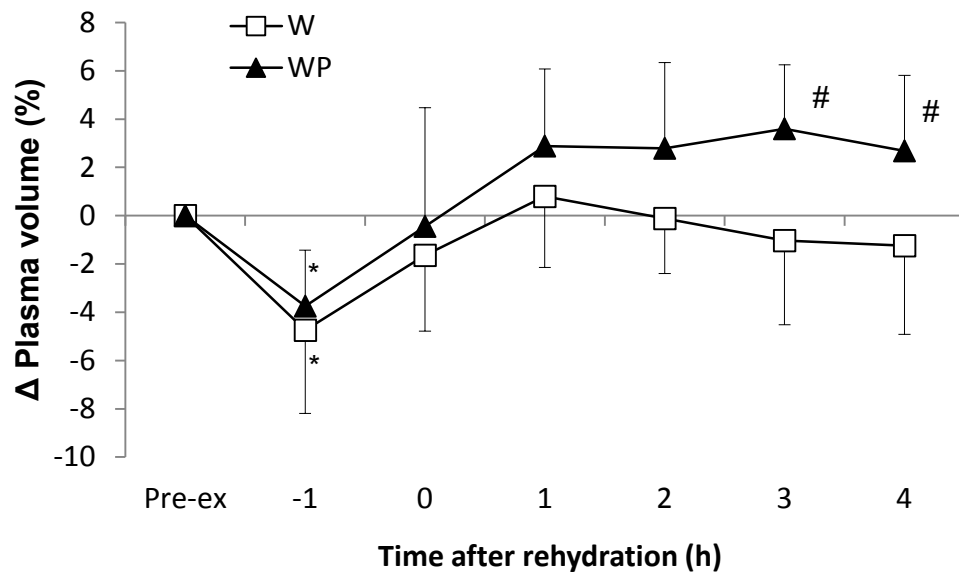 W
WP
8
6
4
2
0
-2
-4
-6
-8
-10
Δ Plasma volume (%)
*
*
#
#
Pre-ex -1 0 1 2 3 4
Time after rehydration (h)